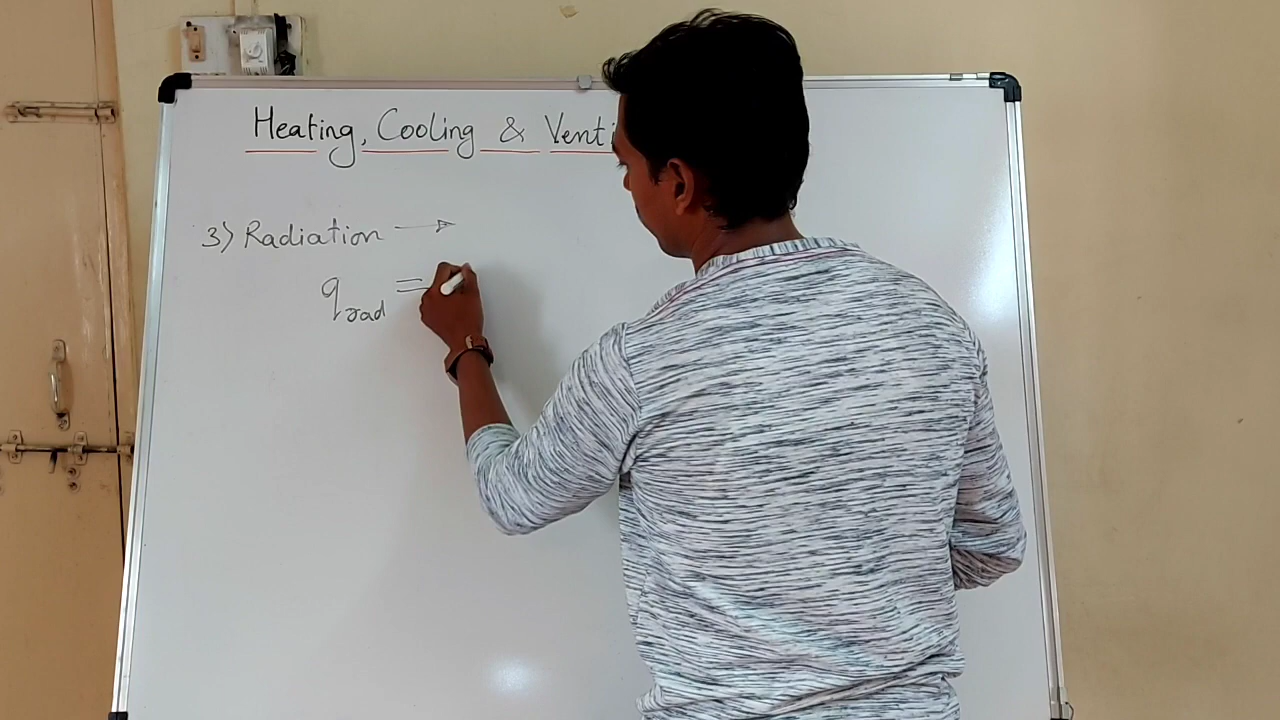 Heating, Cooling & Venti
3) Radiation →
q rad =